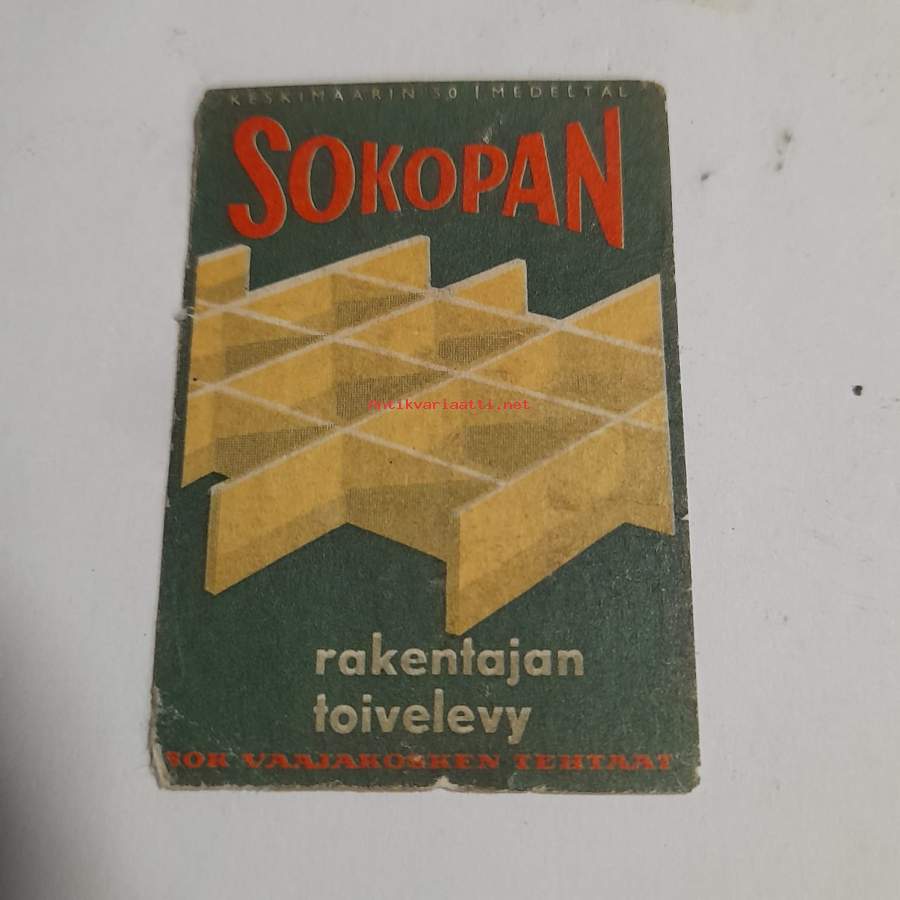 KESKIMÄÄRIN 50 I MEDELTAL
SOKOPAN
Antikvariaatti.net
rakentajan
toivelevy
SOK VAAJAKOSKEN TEHTAAT